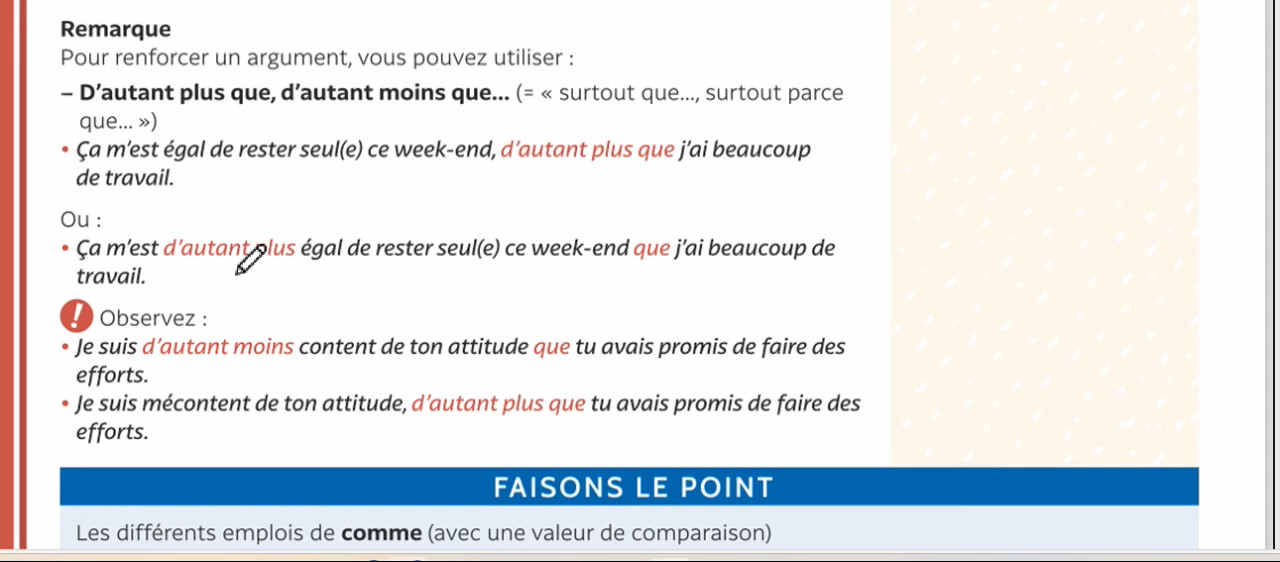 Remarque
Pour renforcer un argument, vous pouvez utiliser :
– D'autant plus que, d'autant moins que... (= « surtout que..., surtout parce
que... »)
• Ça m'est égal de rester seul(e) ce week-end, d'autant plus que j'ai beaucoup
de travail.
Ou :
• Ça m'est d'autant plus égal de rester seul(e) ce week-end que j'ai beaucoup de
travail.
! Observez :
• Je suis d'autant moins content de ton attitude que tu avais promis de faire des
efforts.
• Je suis mécontent de ton attitude, d'autant plus que tu avais promis de faire des
efforts.
FAISONS LE POINT
Les différents emplois de comme (avec une valeur de comparaison)